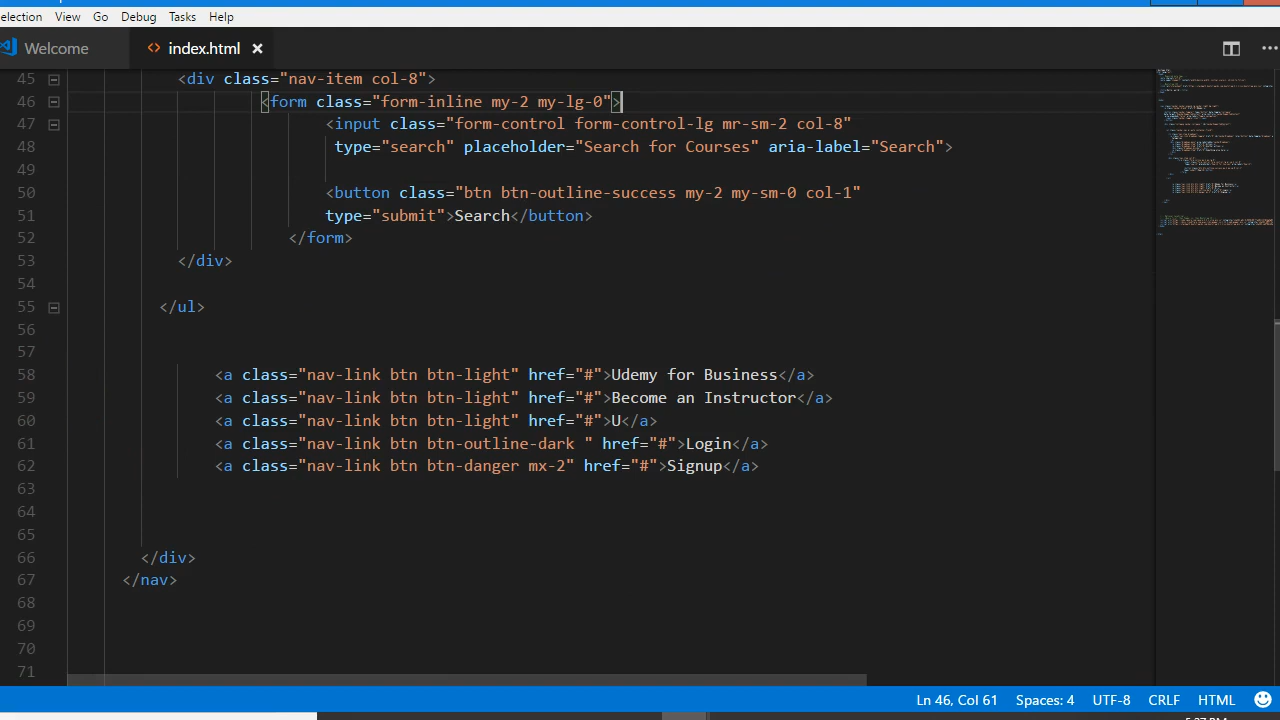 election View Go Debug Tasks Help
Welcome <> index.html ×
45 <div class="nav-item col-8">
46 <form class="form-inline my-2 my-lg-0">
47 <input class="form-control form-control-lg mr-sm-2 col-8"
48 type="search" placeholder="Search for Courses" aria-label="Search">
49
50 <button class="btn btn-outline-success my-2 my-sm-0 col-1"
51 type="submit">Search</button>
52 </form>
53 </div>
54
55 </ul>
56
57
58 <a class="nav-link btn btn-light" href="#">Udemy for Business</a>
59 <a class="nav-link btn btn-light" href="#">Become an Instructor</a>
60 <a class="nav-link btn btn-light" href="#">U</a>
61 <a class="nav-link btn btn-outline-dark " href="#">Login</a>
62 <a class="nav-link btn btn-danger mx-2" href="#">Signup</a>
63
64
65
66 </div>
67 </nav>
68
69
70
71
Ln 46, Col 61 Spaces: 4 UTF-8 CRLF HTML